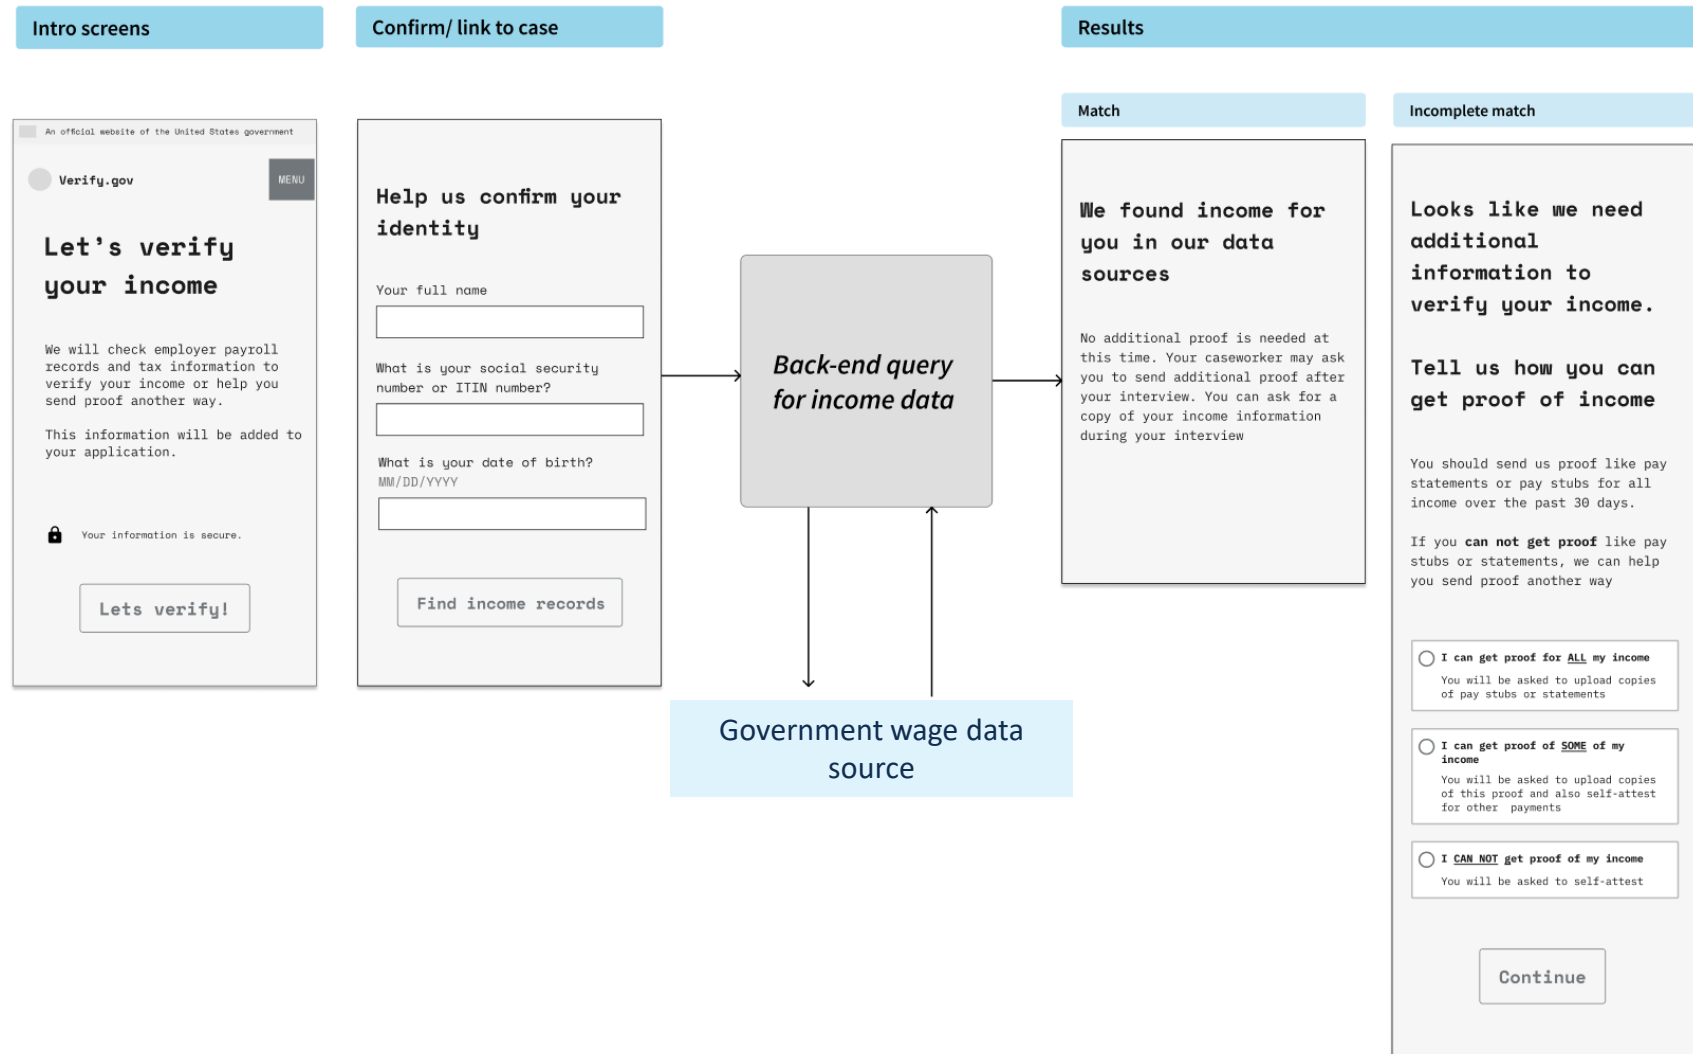 Intro screens
Confirm/ link to case
Results
An official website of the United States government
Verify.gov
MENU
Let's verify
your income
We will check employer payroll
records and tax information to
verify your income or help you
send proof another way.
This information will be added to
your application.
Your information is secure.
Lets verify!
Help us confirm your
identity
Your full name
What is your social security
number or ITIN number?
What is your date of birth?
MM/DD/YYYY
Find income records
Back-end query
for income data
Government wage data
source
Match
We found income for
you in our data
sources
No additional proof is needed at
this time. Your caseworker may ask
you to send additional proof after
your interview. You can ask for a
copy of your income information
during your interview
Incomplete match
Looks like we need
additional
information to
verify your income.
Tell us how you can
get proof of income
You should send us proof like pay
statements or pay stubs for all
income over the past 30 days.
If you can not get proof like pay
stubs or statements, we can help
you send proof another way
I can get proof for ALL my income
You will be asked to upload copies
of pay stubs or statements
I can get proof of SOME of my
income
You will be asked to upload copies
of this proof and also self-attest
for other payments
I CAN NOT get proof of my income
You will be asked to self-attest
Continue